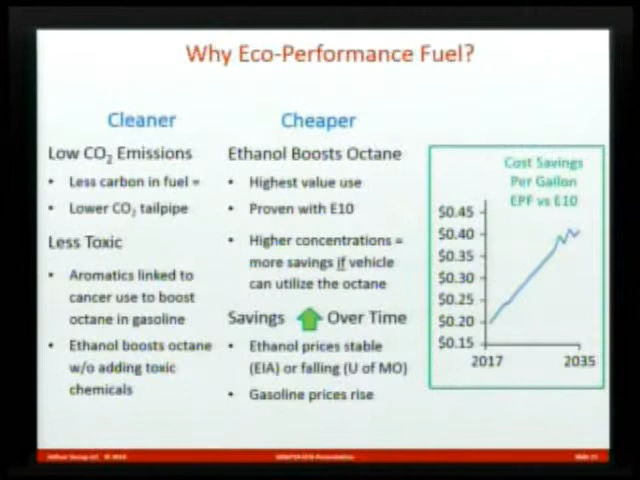 Why Eco-Performance Fuel?
Cleaner
Low CO2 Emissions
• Less carbon in fuel =
• Lower CO2 tailpipe
Less Toxic
• Aromatics linked to
cancer use to boost
octane in gasoline
• Ethanol boosts octane
w/o adding toxic
chemicals
Cheaper
Ethanol Boosts Octane
• Highest value use
• Proven with E10
• Higher concentrations =
more savings if vehicle
can utilize the octane
Savings Over Time
• Ethanol prices stable
(EIA) or falling (U of MO)
• Gasoline prices rise
Cost Savings
Per Gallon
EPF vs E10
$0.45
$0.40
$0.35
$0.30
$0.25
$0.20
$0.15
2017 2035